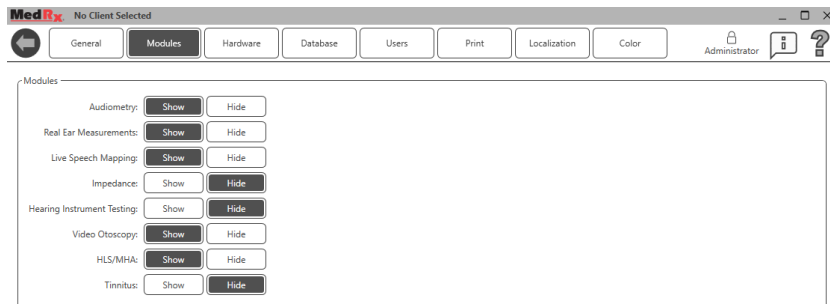 MedRx No Client Selected
General Modules Hardware Database Users Print Localization Color Administrator
Modules
Audiometry: Show Hide
Real Ear Measurements: Show Hide
Live Speech Mapping: Show Hide
Impedance: Show Hide
Hearing Instrument Testing: Show Hide
Video Otoscopy: Show Hide
HLS/MHA: Show Hide
Tinnitus: Show Hide